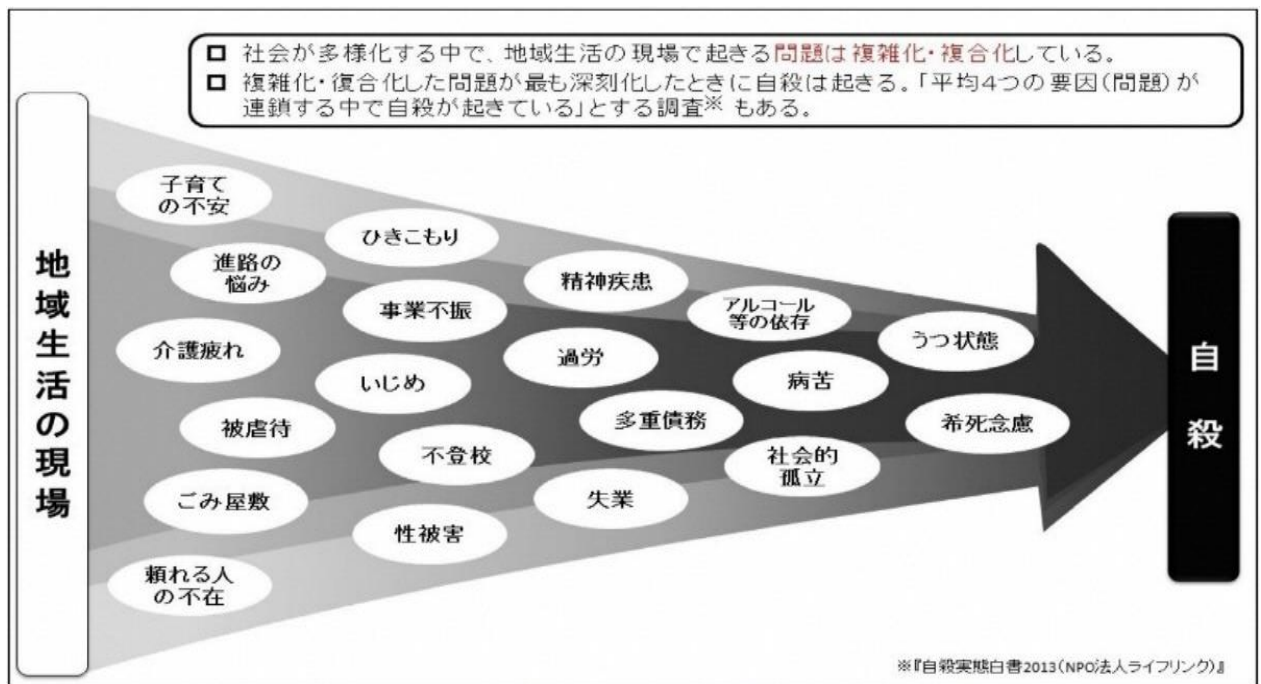 □ 社会が多様化する中で、地域生活の現場で起きる問題は複雑化・複合化している。
□ 複雑化・復合化した問題が最も深刻化したときに自殺は起きる。「平均4つの要因(問題)が
連鎖する中で自殺が起きている」とする調査※ もある。
地域生活の現場
子育て
の不安
ひきこもり
進路の
悩み
精神疾患
事業不振
アルコール
等の依存
うつ状態
介護疲れ
過労
いじめ
病苦
被虐待
多重債務
希死念慮
不登校
社会的
孤立
ごみ屋敷
失業
性被害
頼れる人
の不在
自殺
※『自殺実態白書2013(NPO法人ライフリンク)』